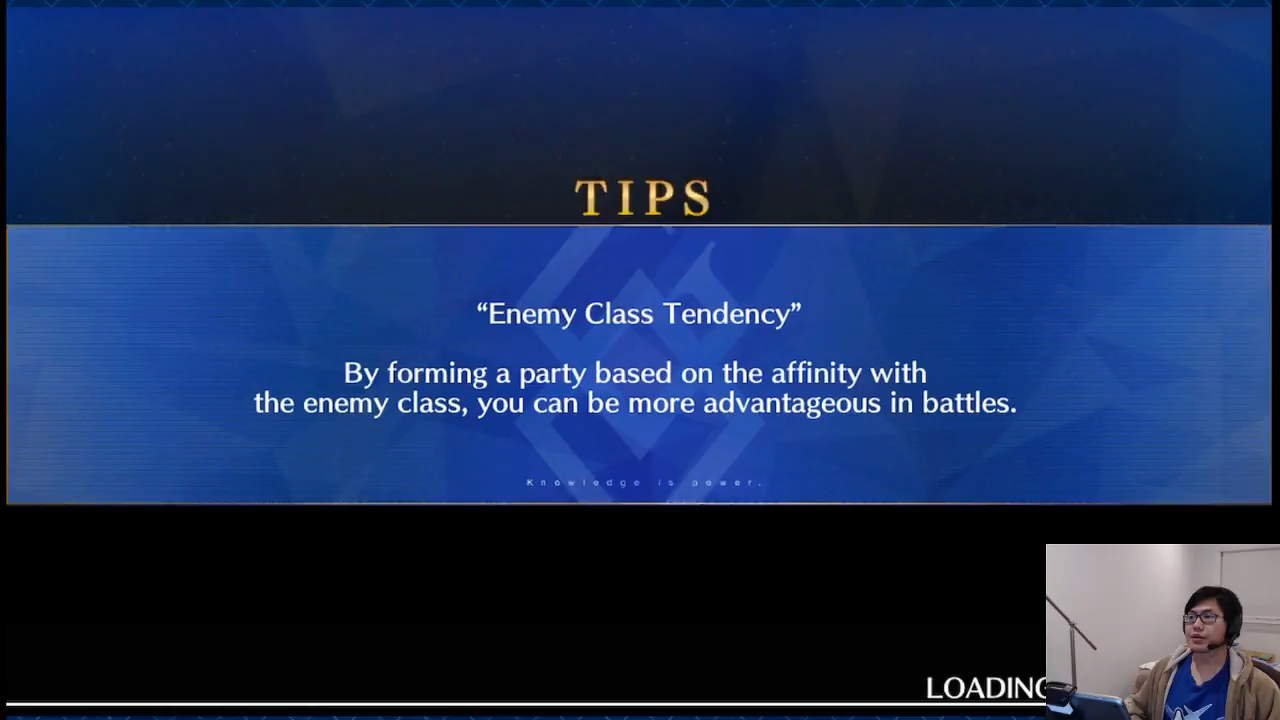 TIPS
“Enemy Class Tendency”
By forming a party based on the affinity with
the enemy class, you can be more advantageous in battles.
Knowledge is power.
LOADING